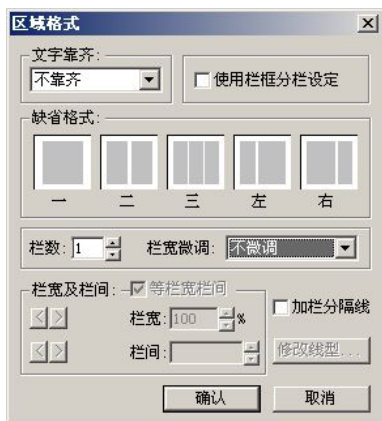 区域格式
文字靠齐:
不靠齐
使用栏框分栏设定
缺省格式:
一 二 三 左 右
栏数: 1 栏宽微调: 不微调
栏宽及栏间: 等栏宽栏间
栏宽: 100 %
加栏分隔线
栏间:
修改线型...
确认 取消